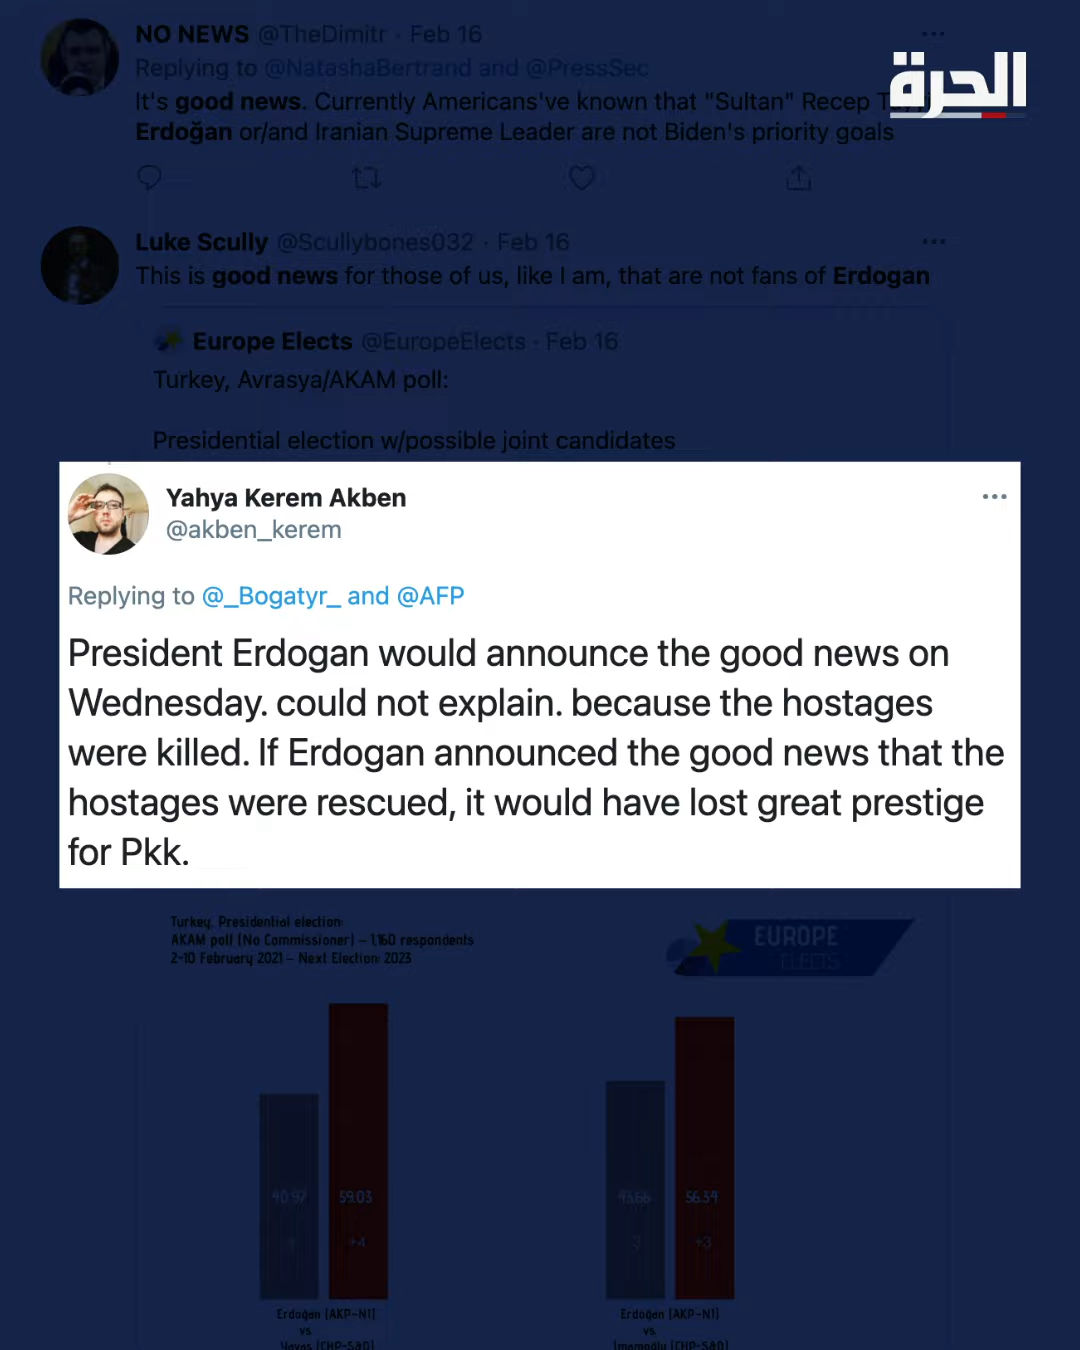 NO NEWS @TheDimitr · Feb 16
الحرة
Replying to @NatashaBertrand and @PressSec
It's good news. Currently Americans've known that "Sultan" Recep
Erdoğan or/and Iranian Supreme Leader are not Biden's priority goals
Luke Scully @Scullybones032 · Feb 16
This is good news for those of us, like I am, that are not fans of Erdogan
Europe Elects @EuropeElects · Feb 16
Turkey, Avrasya/AKAM poll:
Presidential election w/possible joint candidates
Yahya Kerem Akben
@akben_kerem
Replying to @_Bogatyr_ and @AFP
President Erdogan would announce the good news on
Wednesday. could not explain. because the hostages
were killed. If Erdogan announced the good news that the
hostages were rescued, it would have lost great prestige
for Pkk.
Turkey, Presidential election:
AKAM poll (No Commissioner) – 1,160 respondents
2-10 February 2021 – Next Election: 2023
EUROPE
ELECTS
40.97 59.03
+4
43.66 56.34
3 +3
Erdoğan (AKP-NI)
vs
Yavaş (CHP-S&D)
Erdoğan (AKP-NI)
vs
İmamoğlu (CHP-S&D)